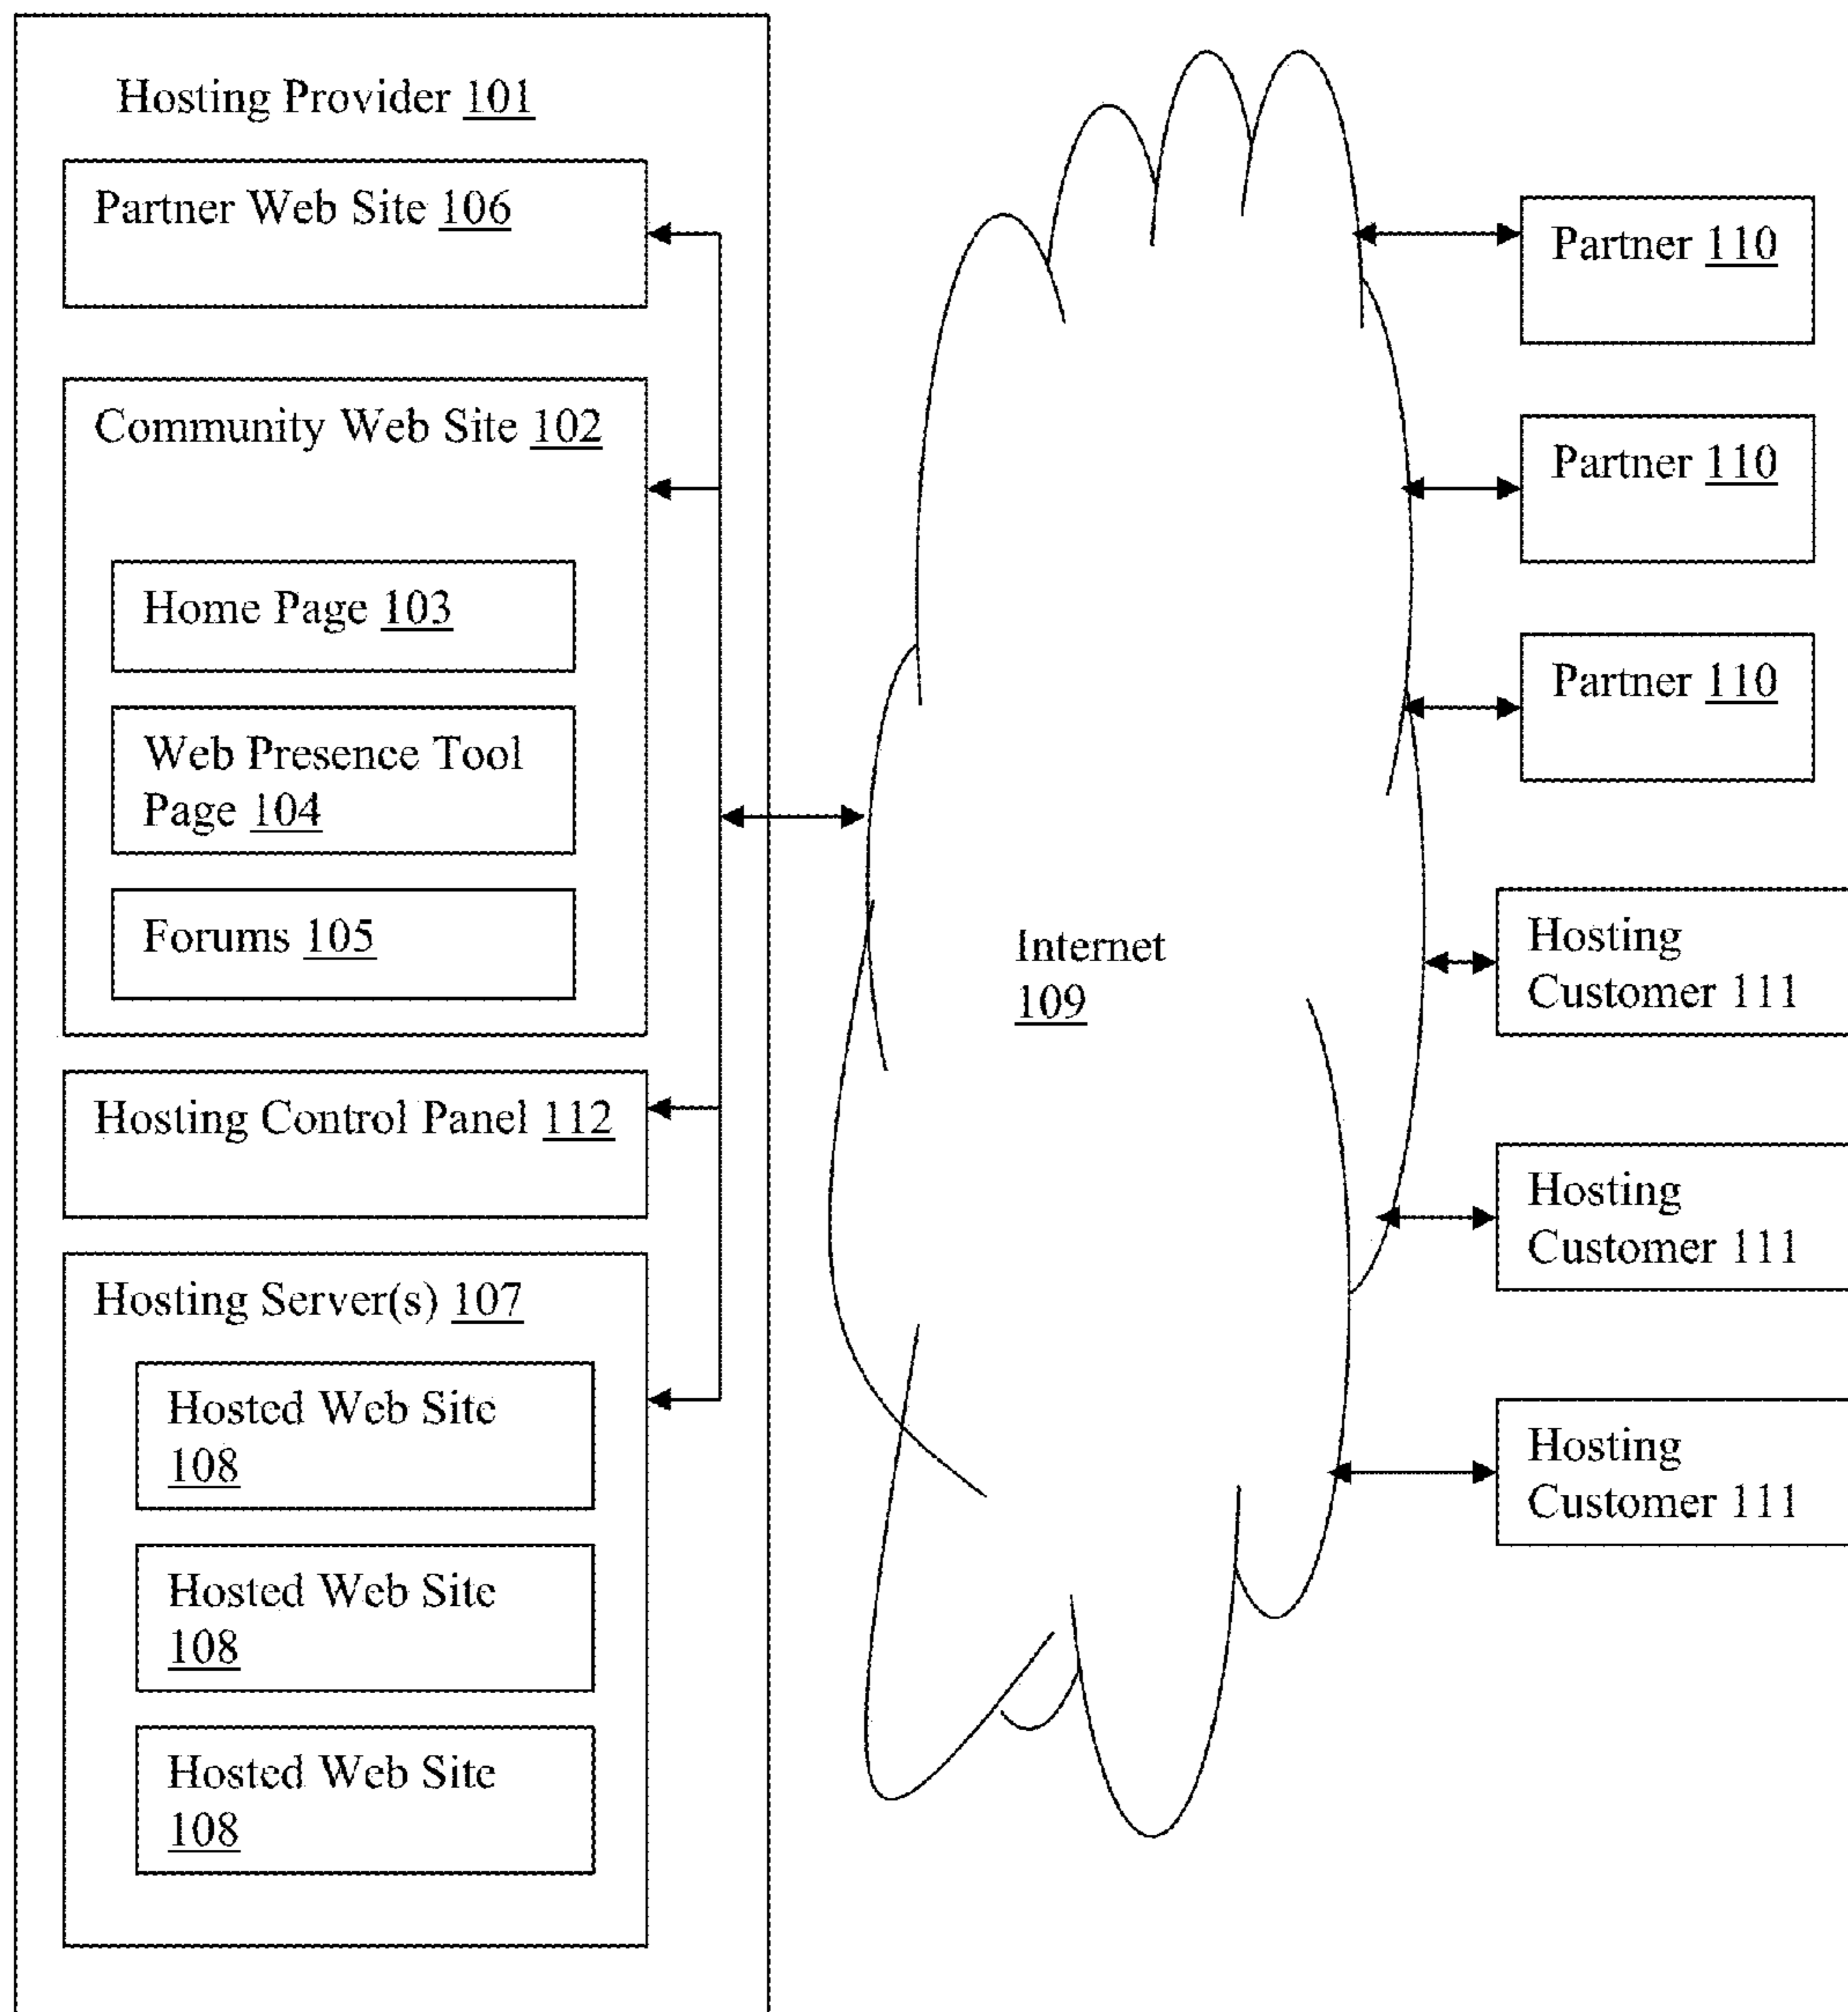 Hosting Provider 101
Partner Web Site 106
Community Web Site 102
Home Page 103
Web Presence Tool
Page 104
Forums 105
Hosting Control Panel 112
Hosting Server(s) 107
Hosted Web Site
108
Hosted Web Site
108
Hosted Web Site
108
Internet
109
Partner 110
Partner 110
Partner 110
Hosting
Customer 111
Hosting
Customer 111
Hosting
Customer 111